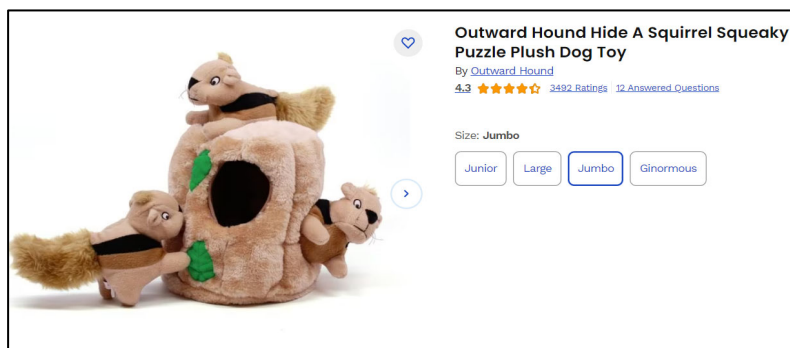 Outward Hound Hide A Squirrel Squeaky
Puzzle Plush Dog Toy
By Outward Hound
4.3 3492 Ratings 12 Answered Questions
Size: Jumbo
Junior Large Jumbo Ginormous